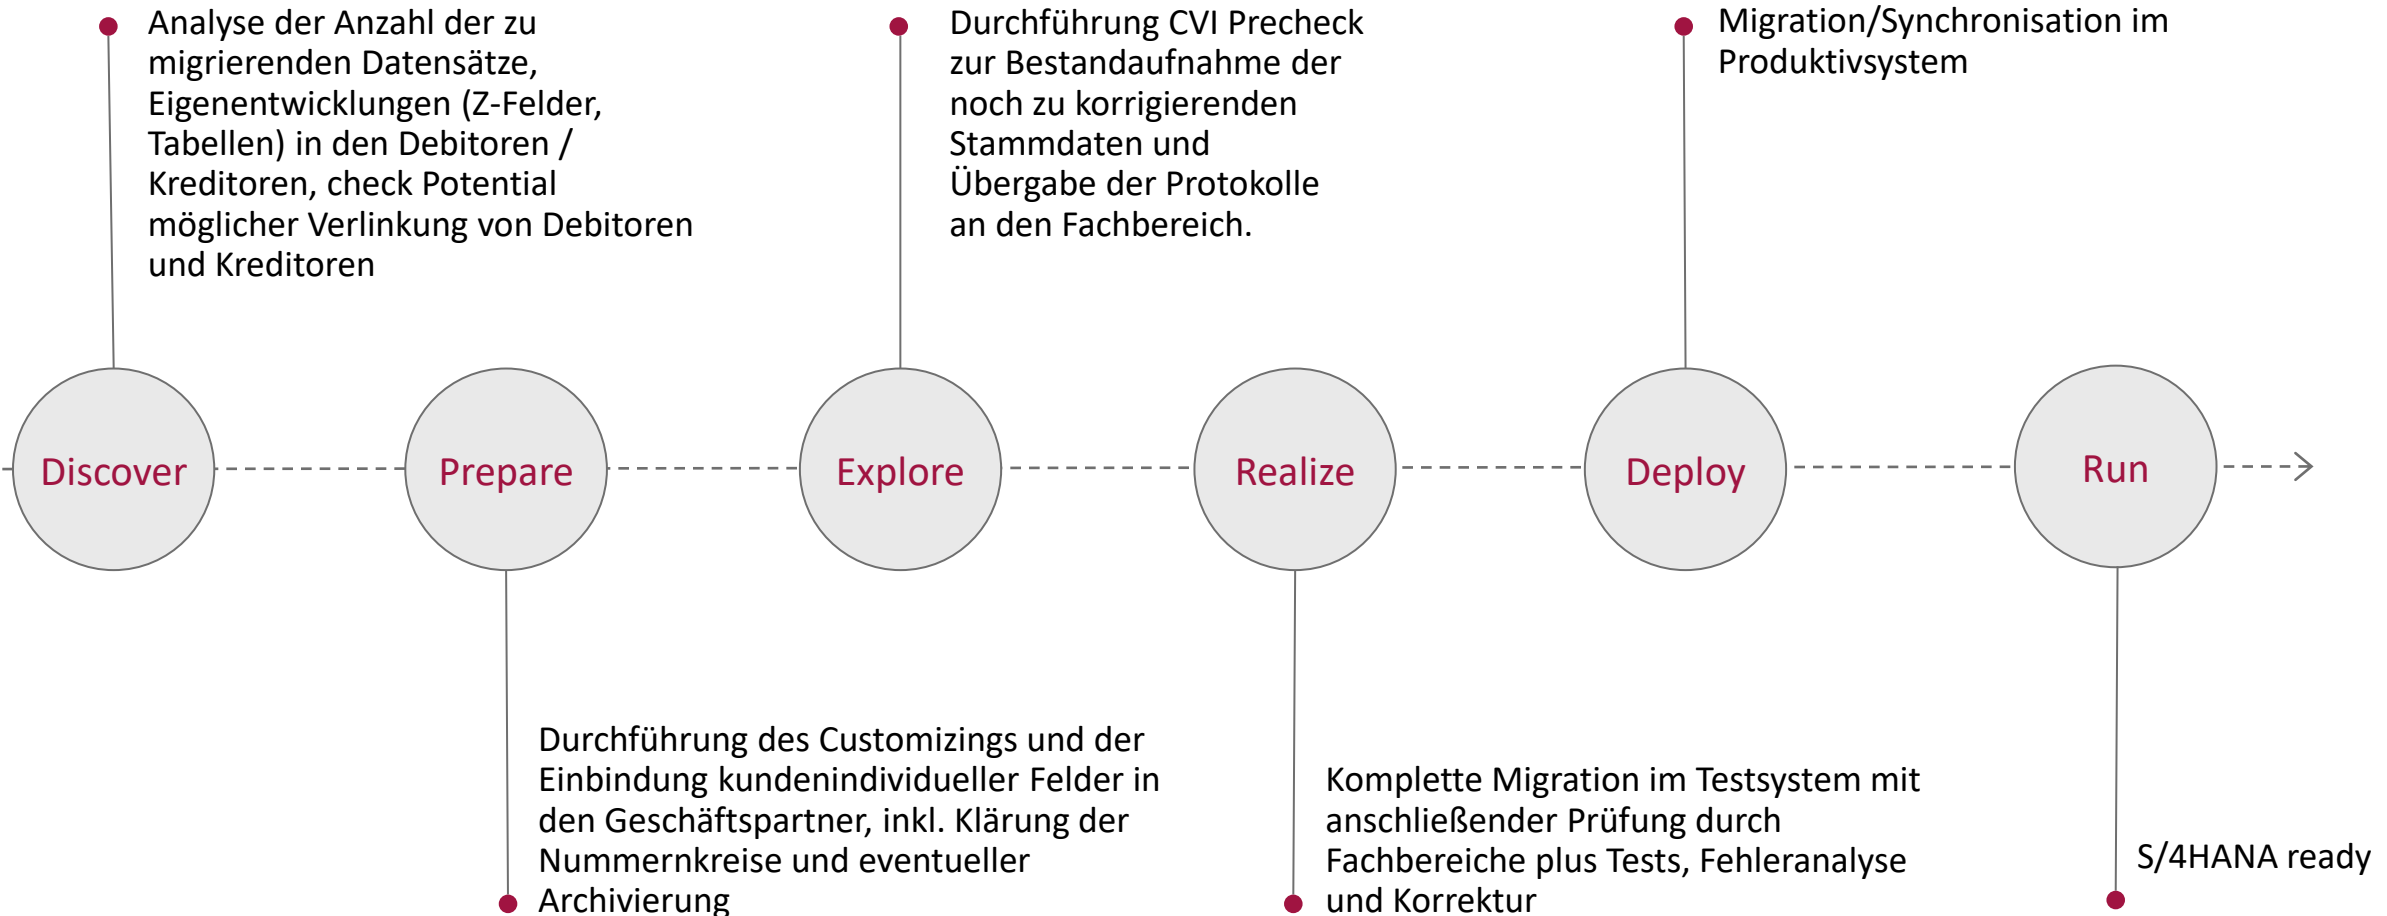 Analyse der Anzahl der zu
migrierenden Datensätze,
Eigenentwicklungen (Z-Felder,
Tabellen) in den Debitoren /
Kreditoren, check Potential
möglicher Verlinkung von Debitoren
und Kreditoren
Durchführung CVI Precheck
zur Bestandaufnahme der
noch zu korrigierenden
Stammdaten und
Übergabe der Protokolle
an den Fachbereich.
Migration/Synchronisation im
Produktivsystem
Discover
Prepare
Explore
Realize
Deploy
Run
Durchführung des Customizings und der
Einbindung kundenindividueller Felder in
den Geschäftspartner, inkl. Klärung der
Nummernkreise und eventueller
Archivierung
Komplette Migration im Testsystem mit
anschließender Prüfung durch
Fachbereiche plus Tests, Fehleranalyse
und Korrektur
S/4HANA ready